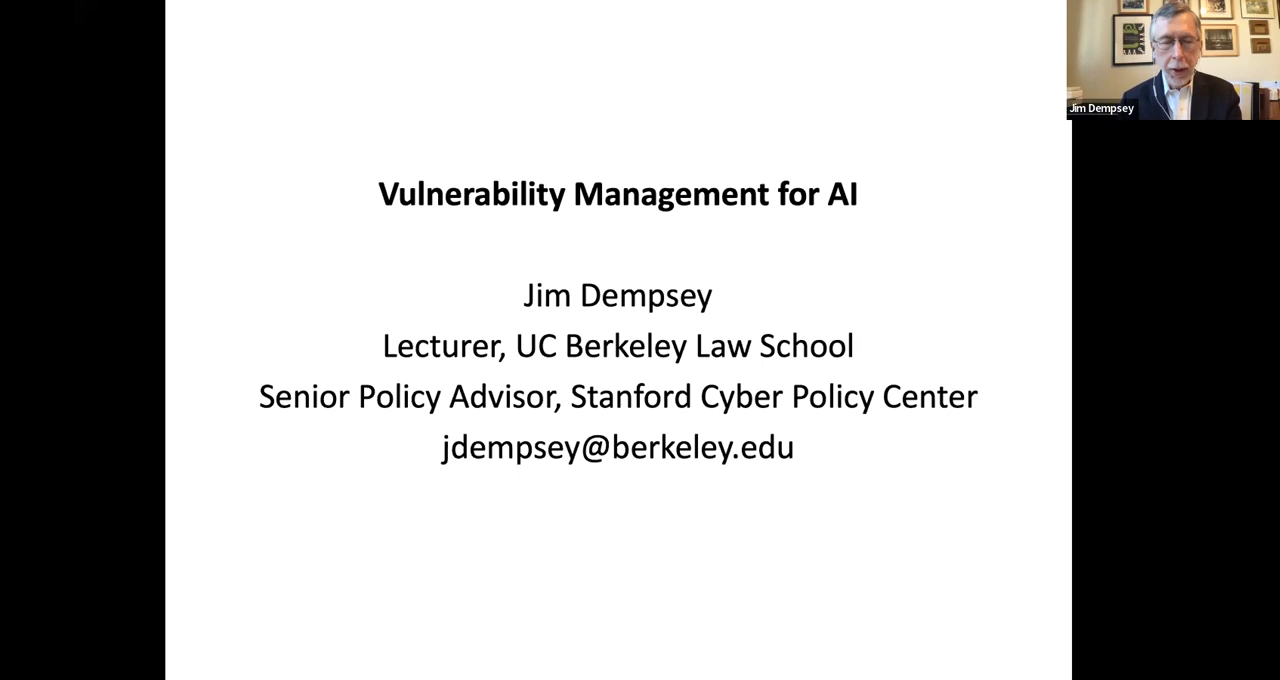 Vulnerability Management for AI
Jim Dempsey
Lecturer, UC Berkeley Law School
Senior Policy Advisor, Stanford Cyber Policy Center
jdempsey@berkeley.edu
Jim Dempsey